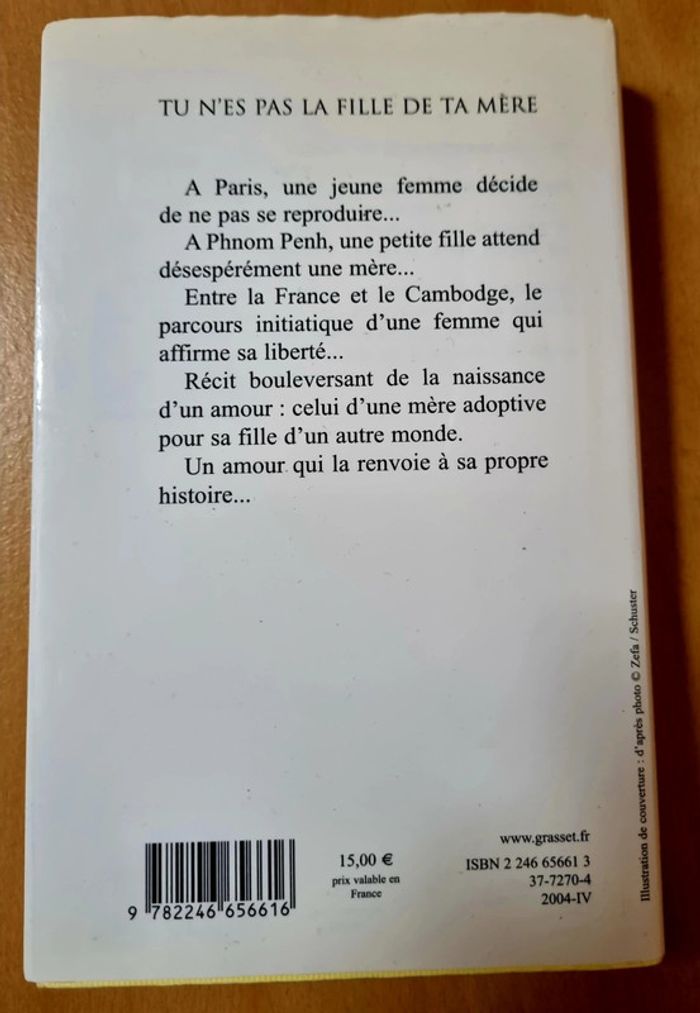 TU N'ES PAS LA FILLE DE TA MÈRE
A Paris, une jeune femme décide
de ne pas se reproduire...
A Phnom Penh, une petite fille attend
désespérément une mère...
Entre la France et le Cambodge, le
parcours initiatique d'une femme qui
affirme sa liberté...
Récit bouleversant de la naissance
d'un amour : celui d'une mère adoptive
pour sa fille d'un autre monde.
Un amour qui la renvoie à sa propre
histoire...
Illustration de couverture : d'après photo © Zefa / Schuster
9 782246 656616
15,00 €
prix valable en
France
www.grasset.fr
ISBN 2 246 65661 3
37-7270-4
2004-IV